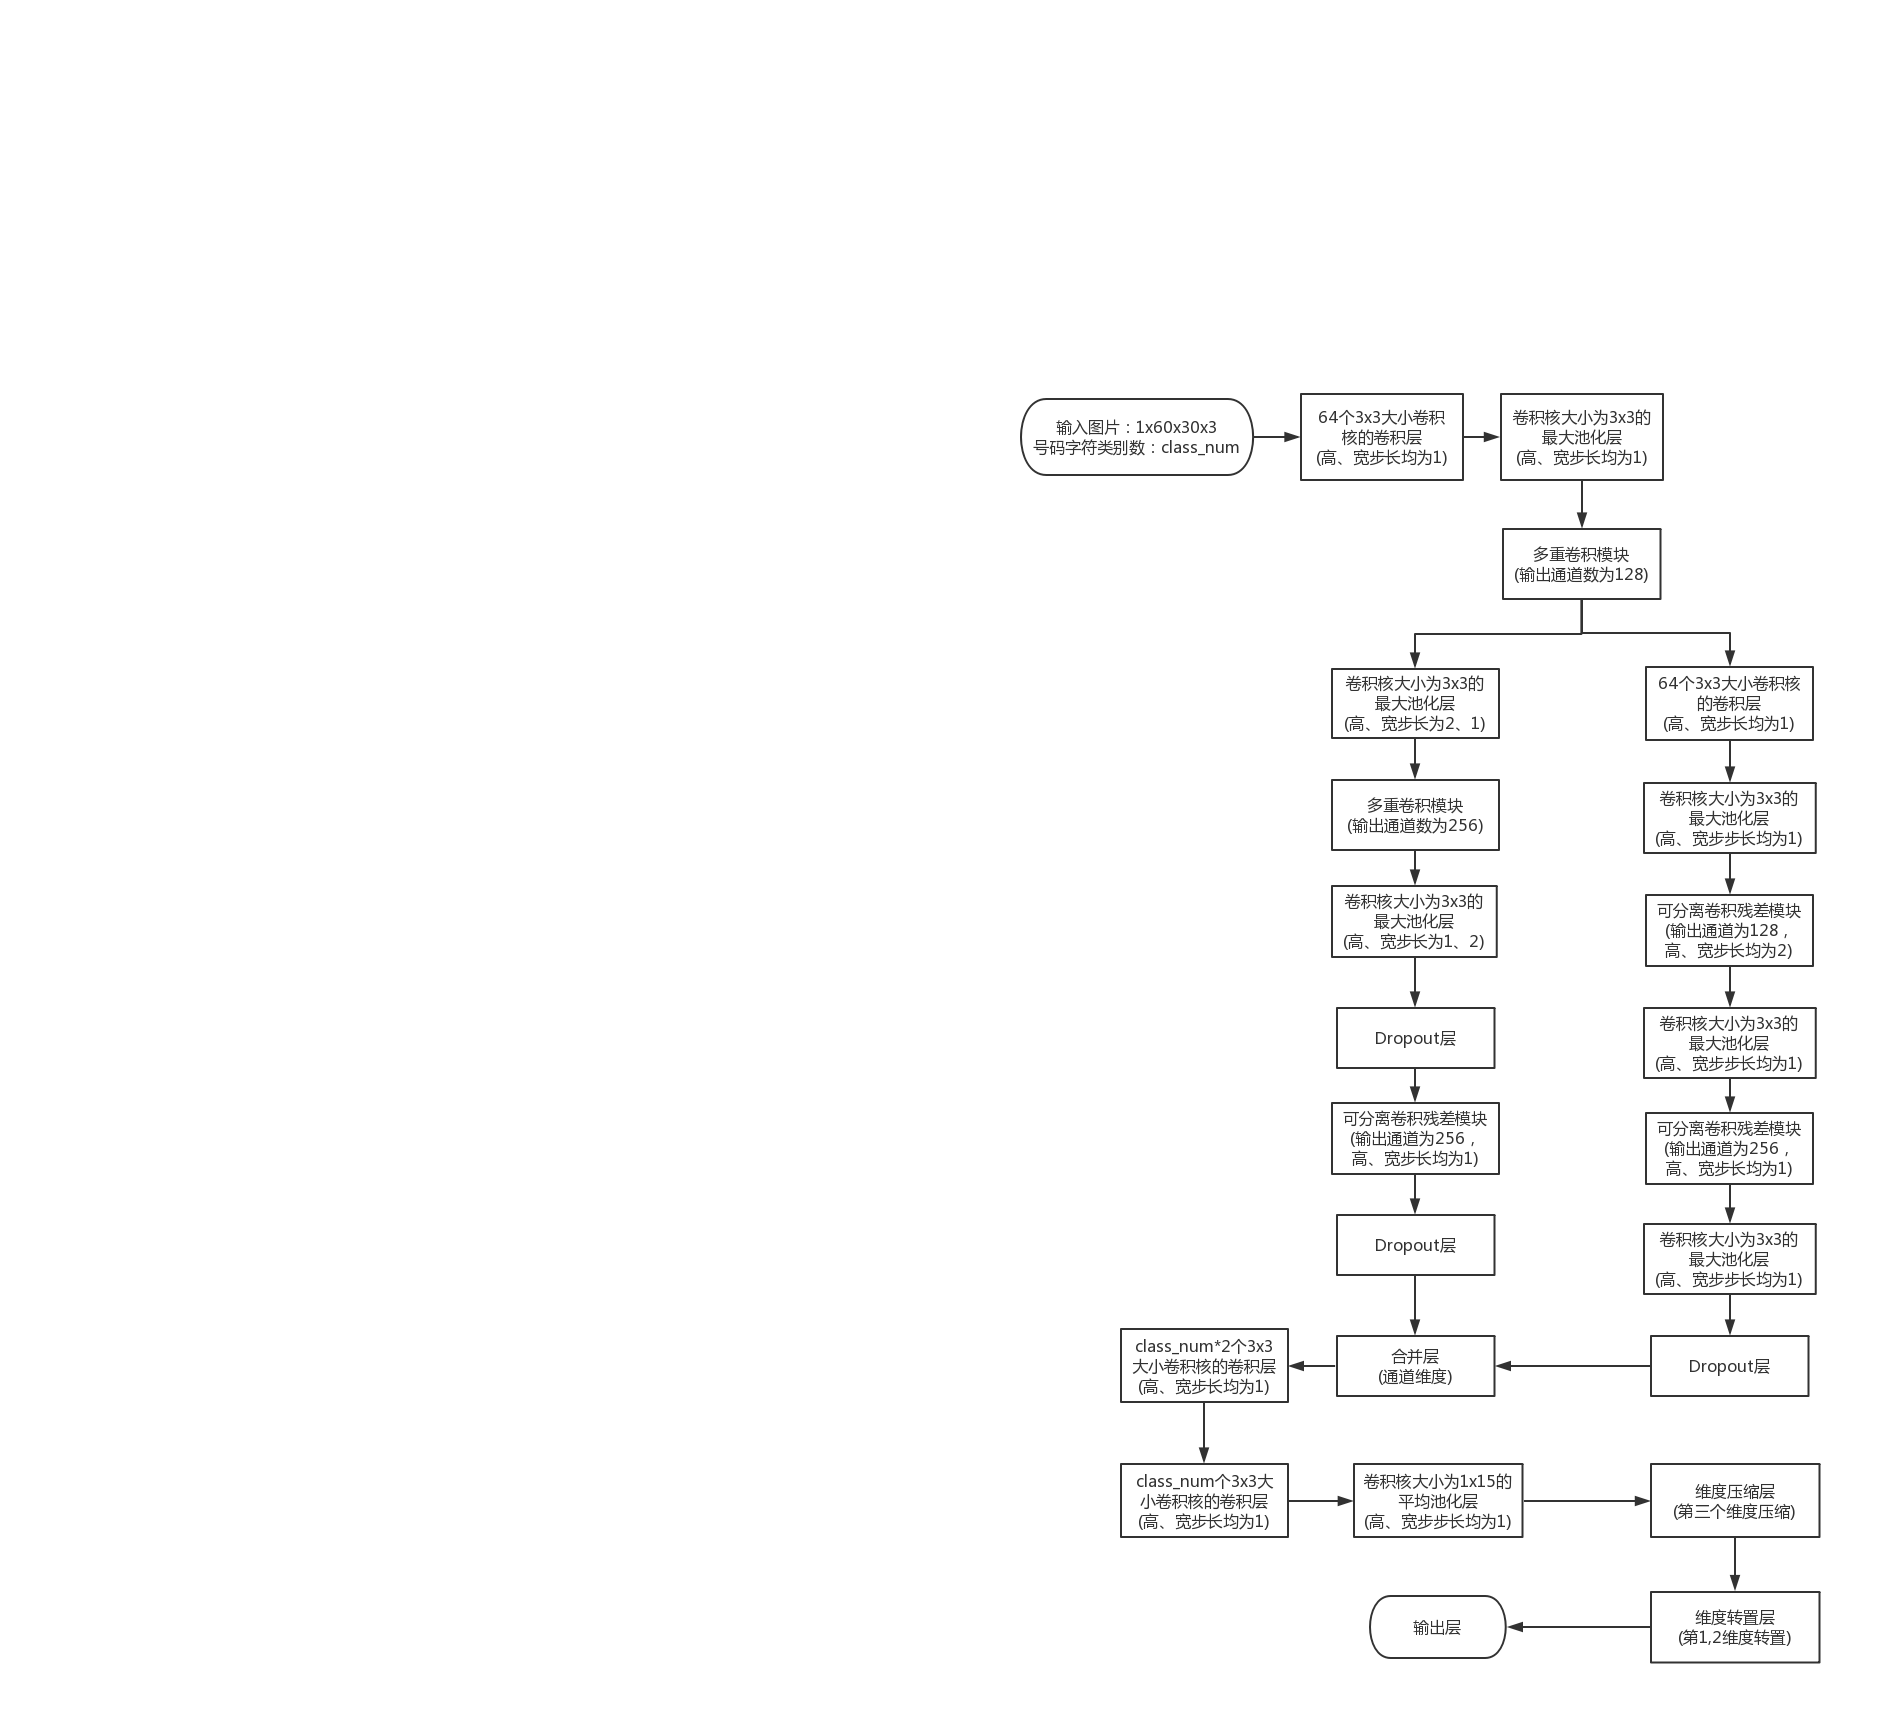 输入图片：1x60x30x3
号码字符类别数：class_num
64个3x3大小卷积
核的卷积层
(高、宽步长均为1)
卷积核大小为3x3的
最大池化层
(高、宽步长均为1)
多重卷积模块
(输出通道数为128)
卷积核大小为3x3的
最大池化层
(高、宽步长为2、1)
多重卷积模块
(输出通道数为256)
卷积核大小为3x3的
最大池化层
(高、宽步长为1、2)
Dropout层
可分离卷积残差模块
(输出通道为256，
高、宽步长均为1)
Dropout层
64个3x3大小卷积核
的卷积层
(高、宽步长均为1)
卷积核大小为3x3的
最大池化层
(高、宽步步长均为1)
可分离卷积残差模块
(输出通道为128，
高、宽步长均为2)
卷积核大小为3x3的
最大池化层
(高、宽步步长均为1)
可分离卷积残差模块
(输出通道为256，
高、宽步长均为1)
卷积核大小为3x3的
最大池化层
(高、宽步步长均为1)
Dropout层
合并层
(通道维度)
class_num*2个3x3
大小卷积核的卷积层
(高、宽步长均为1)
class_num个3x3大
小卷积核的卷积层
(高、宽步长均为1)
卷积核大小为1x15的
平均池化层
(高、宽步步长均为1)
维度压缩层
(第三个维度压缩)
维度转置层
(第1,2维度转置)
输出层